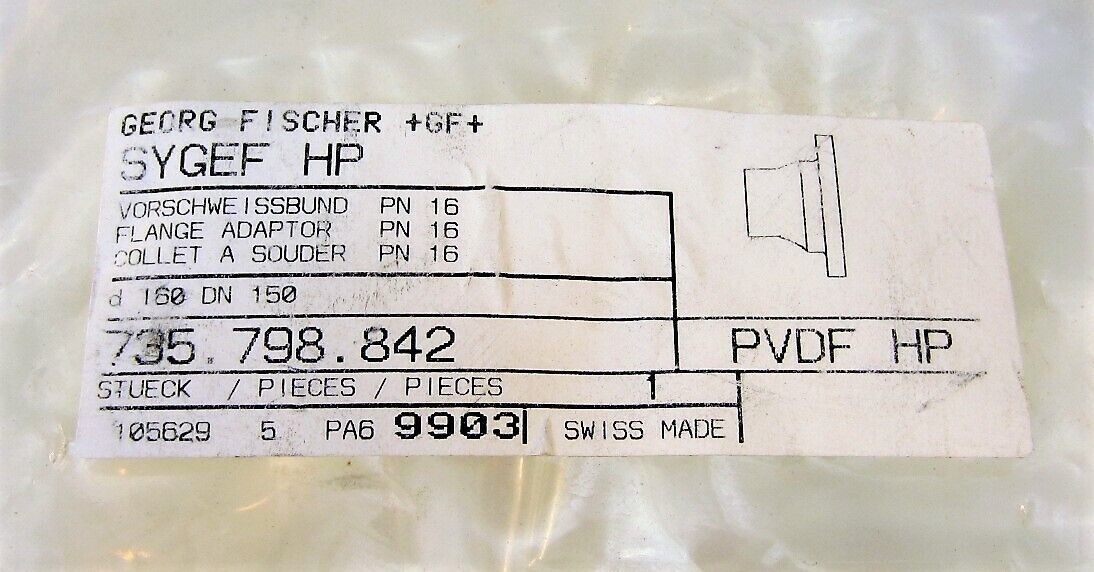 GEORG FISCHER +GF+
SYGEF HP
VORSCHWEISSBUND PN 16
FLANGE ADAPTOR PN 16
COLLET A SOUDER PN 16
d 160 DN 150
735.798.842
PVDF HP
STUECK / PIECES / PIECES 1
105629 5 PA6 9903 SWISS MADE